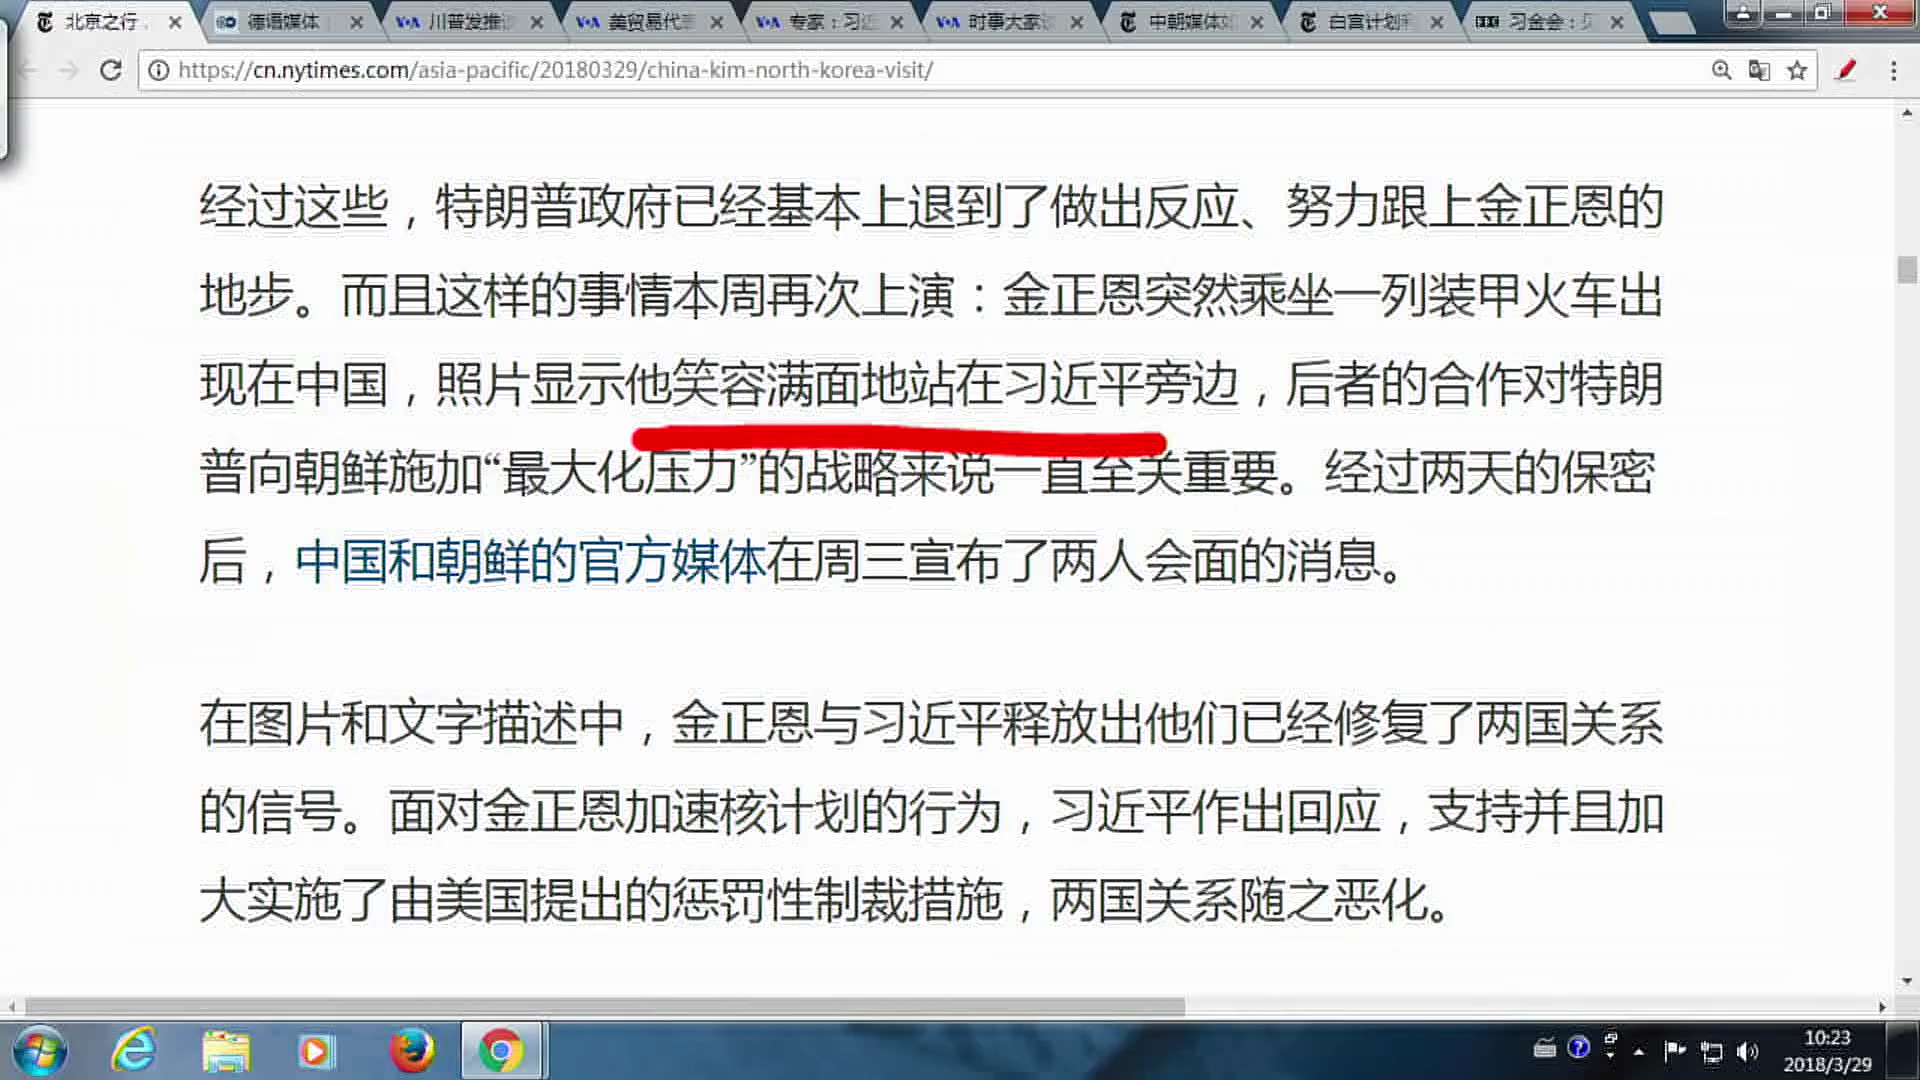 北京之行
德语媒体
VOA 川普发推
VOA 美贸易代
VOA 专家：习近
VOA 时事大家
中朝媒体如
白宫计划
BBC 习金会：
https://cn.nytimes.com/asia-pacific/20180329/china-kim-north-korea-visit/
经过这些，特朗普政府已经基本上退到了做出反应、努力跟上金正恩的
地步。而且这样的事情本周再次上演：金正恩突然乘坐一列装甲火车出
现在中国，照片显示他笑容满面地站在习近平旁边，后者的合作对特朗
普向朝鲜施加“最大化压力”的战略来说一直至关重要。经过两天的保密
后，中国和朝鲜的官方媒体在周三宣布了两人会面的消息。
在图片和文字描述中，金正恩与习近平释放出他们已经修复了两国关系
的信号。面对金正恩加速核计划的行为，习近平作出回应，支持并且加
大实施了由美国提出的惩罚性制裁措施，两国关系随之恶化。
10:23
2018/3/29